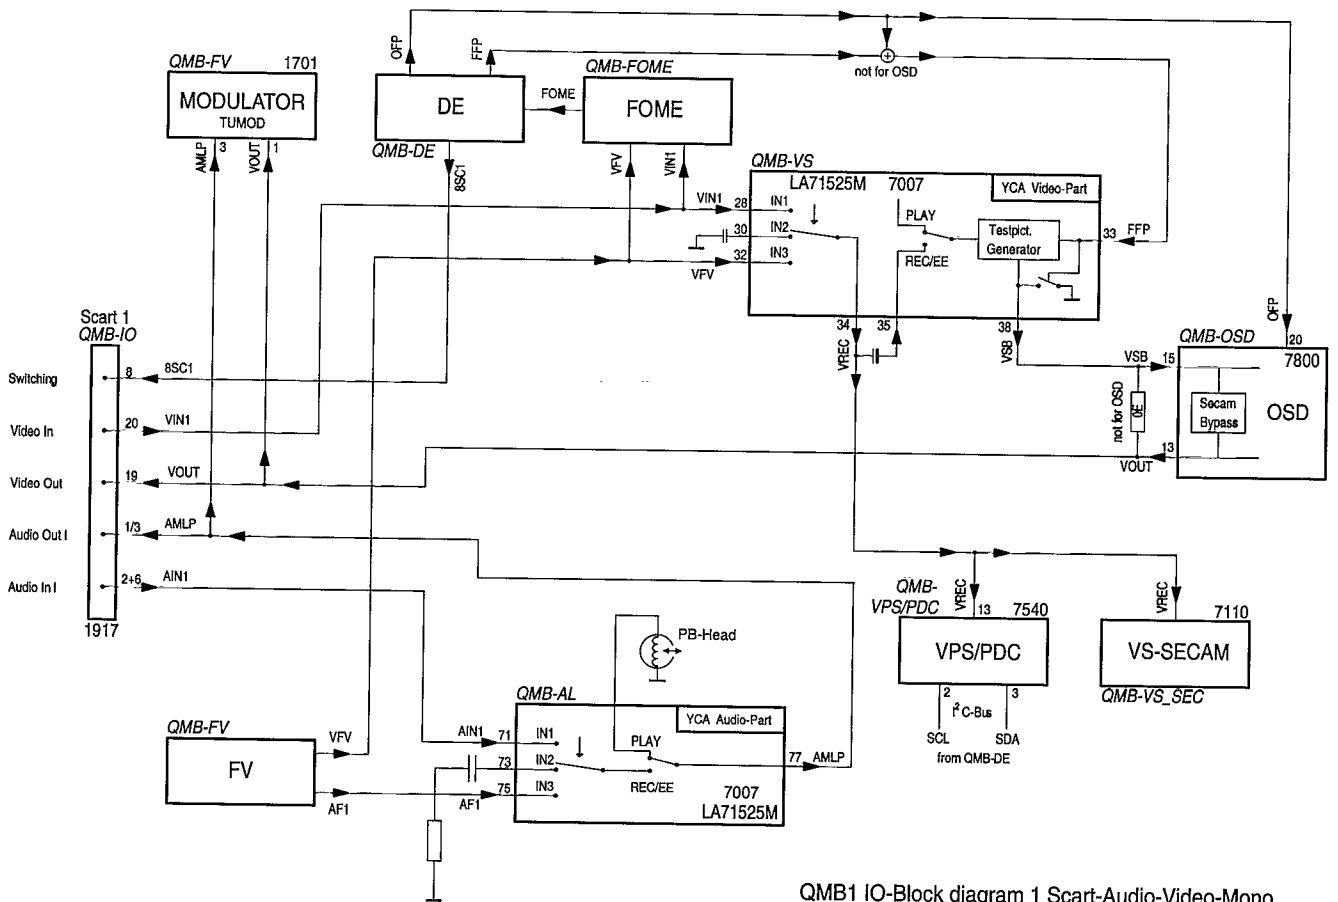 OFP
FFP
not for OSD
QMB-FV 1701
MODULATOR
TUMOD
AMLP 3
VOUT 1
DE
QMB-DE
8SC1
FOME
QMB-FOME
FOME
VFV
VIN1
QMB-VS
LA71525M 7007
YCA Video-Part
VIN1 28 IN1
30 IN2
32 IN3
VFV
PLAY
REC/EE
Testpict.
Generator
33 FFP
34
35
38
VREC
VSB
OFP
QMB-OSD
20
7800
VSB 15
Secam
Bypass
OSD
not for OSD
0E
13
VOUT
Scart 1
QMB-IO
Switching 8 8SC1
Video In 20 VIN1
Video Out 19 VOUT
Audio Out I 1/3 AMLP
Audio In I 2+6 AIN1
1917
PB-Head
QMB-
VPS/PDC
VREC
13 7540
VPS/PDC
2 3
I²C-Bus
SCL SDA
from QMB-DE
VREC
7110
VS-SECAM
QMB-VS_SEC
QMB-FV
FV
VFV
AF1
QMB-AL
YCA Audio-Part
AIN1 71 IN1
73 IN2
AF1 75 IN3
PLAY
REC/EE
77 AMLP
7007
LA71525M
QMB1 IO-Block diagram 1 Scart-Audio-Video-Mono